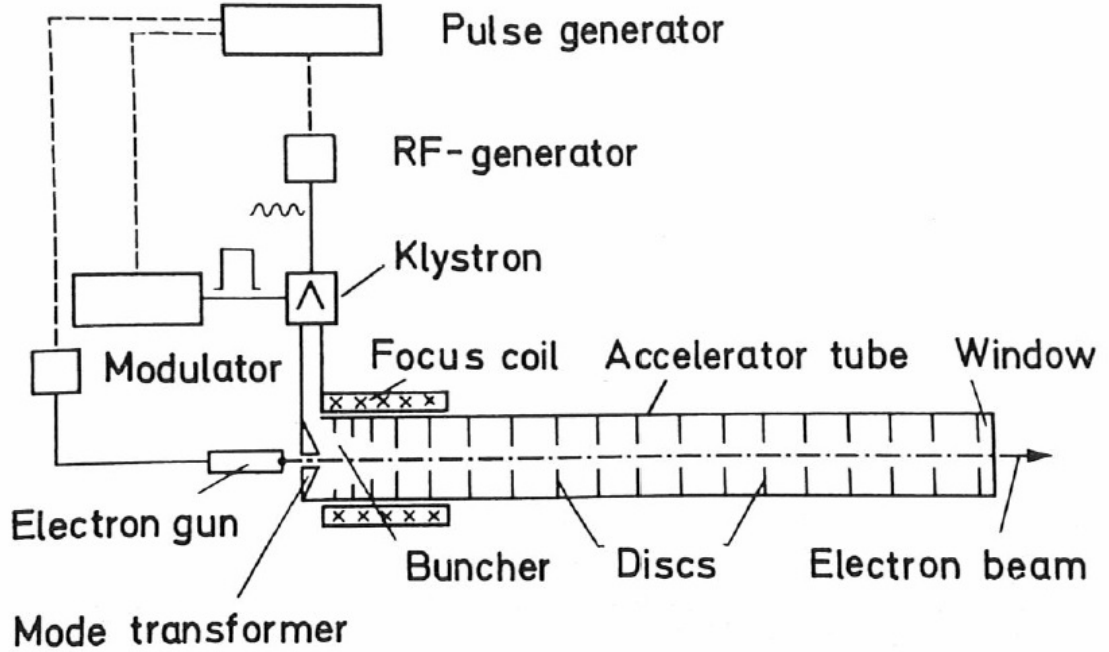 Pulse generator
RF-generator
Klystron
Modulator
Focus coil
Accelerator tube
Window
Electron gun
Buncher
Discs
Electron beam
Mode transformer